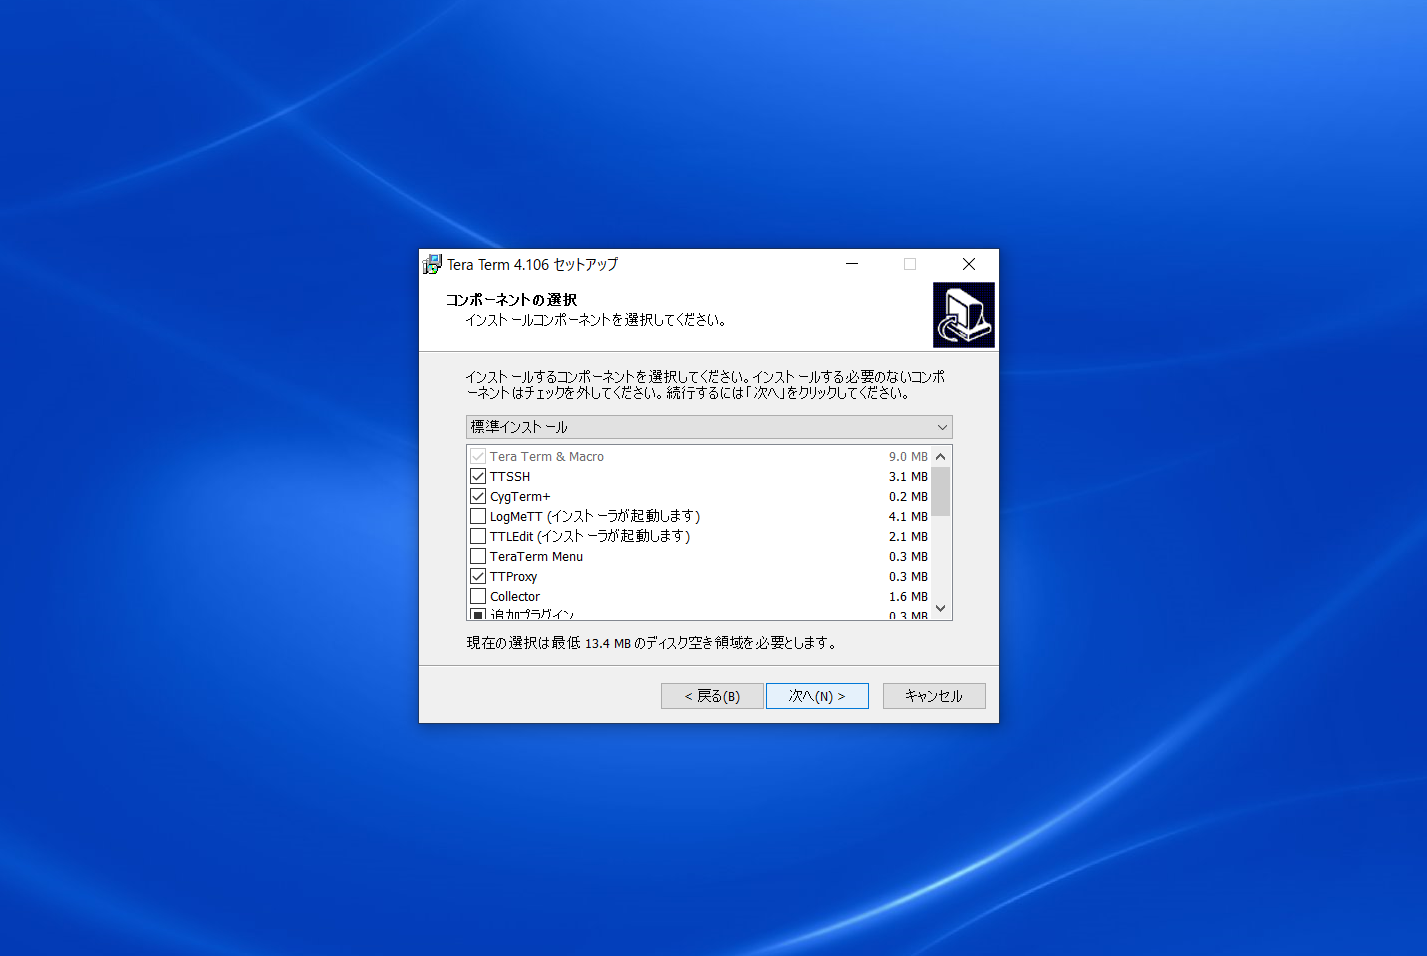 Tera Term 4.106 セットアップ
コンポーネントの選択
インストールコンポーネントを選択してください。
インストールするコンポーネントを選択してください。インストールする必要のないコンポ
ーネントはチェックを外してください。続行するには「次へ」をクリックしてください。
標準インストール
Tera Term & Macro 9.0 MB
TTSSH 3.1 MB
CygTerm+ 0.2 MB
LogMeTT (インストーラが起動します) 4.1 MB
TTLEdit (インストーラが起動します) 2.1 MB
TeraTerm Menu 0.3 MB
TTProxy 0.3 MB
Collector 1.6 MB
追加プラグイン 0.3 MB
現在の選択は最低 13.4 MB のディスク空き領域を必要とします。
< 戻る(B) 次へ(N) > キャンセル